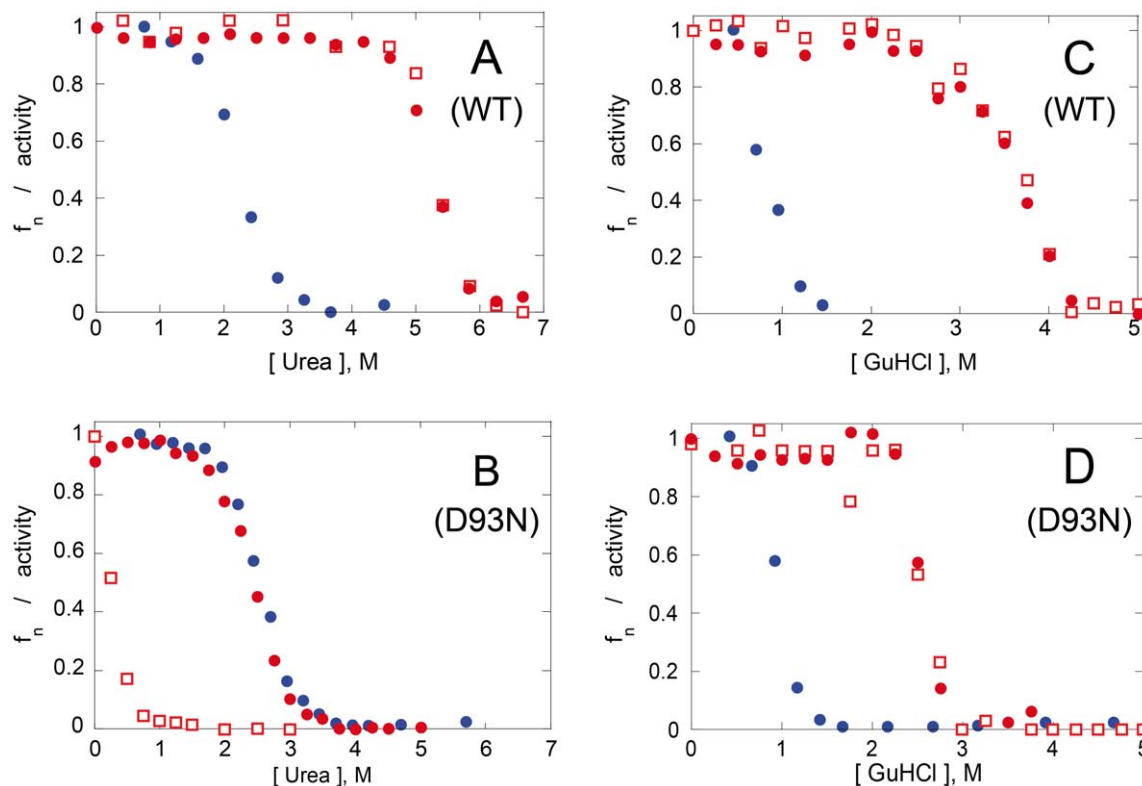 A
(WT)
f_n / activity
1
0.8
0.6
0.4
0.2
0
0 1 2 3 4 5 6 7
[ Urea ], M
C
(WT)
f_n / activity
1
0.8
0.6
0.4
0.2
0
0 1 2 3 4 5
[ GuHCl ], M
B
(D93N)
f_n / activity
1
0.8
0.6
0.4
0.2
0
0 1 2 3 4 5 6 7
[ Urea ], M
D
(D93N)
f_n / activity
1
0.8
0.6
0.4
0.2
0
0 1 2 3 4 5
[ GuHCl ], M